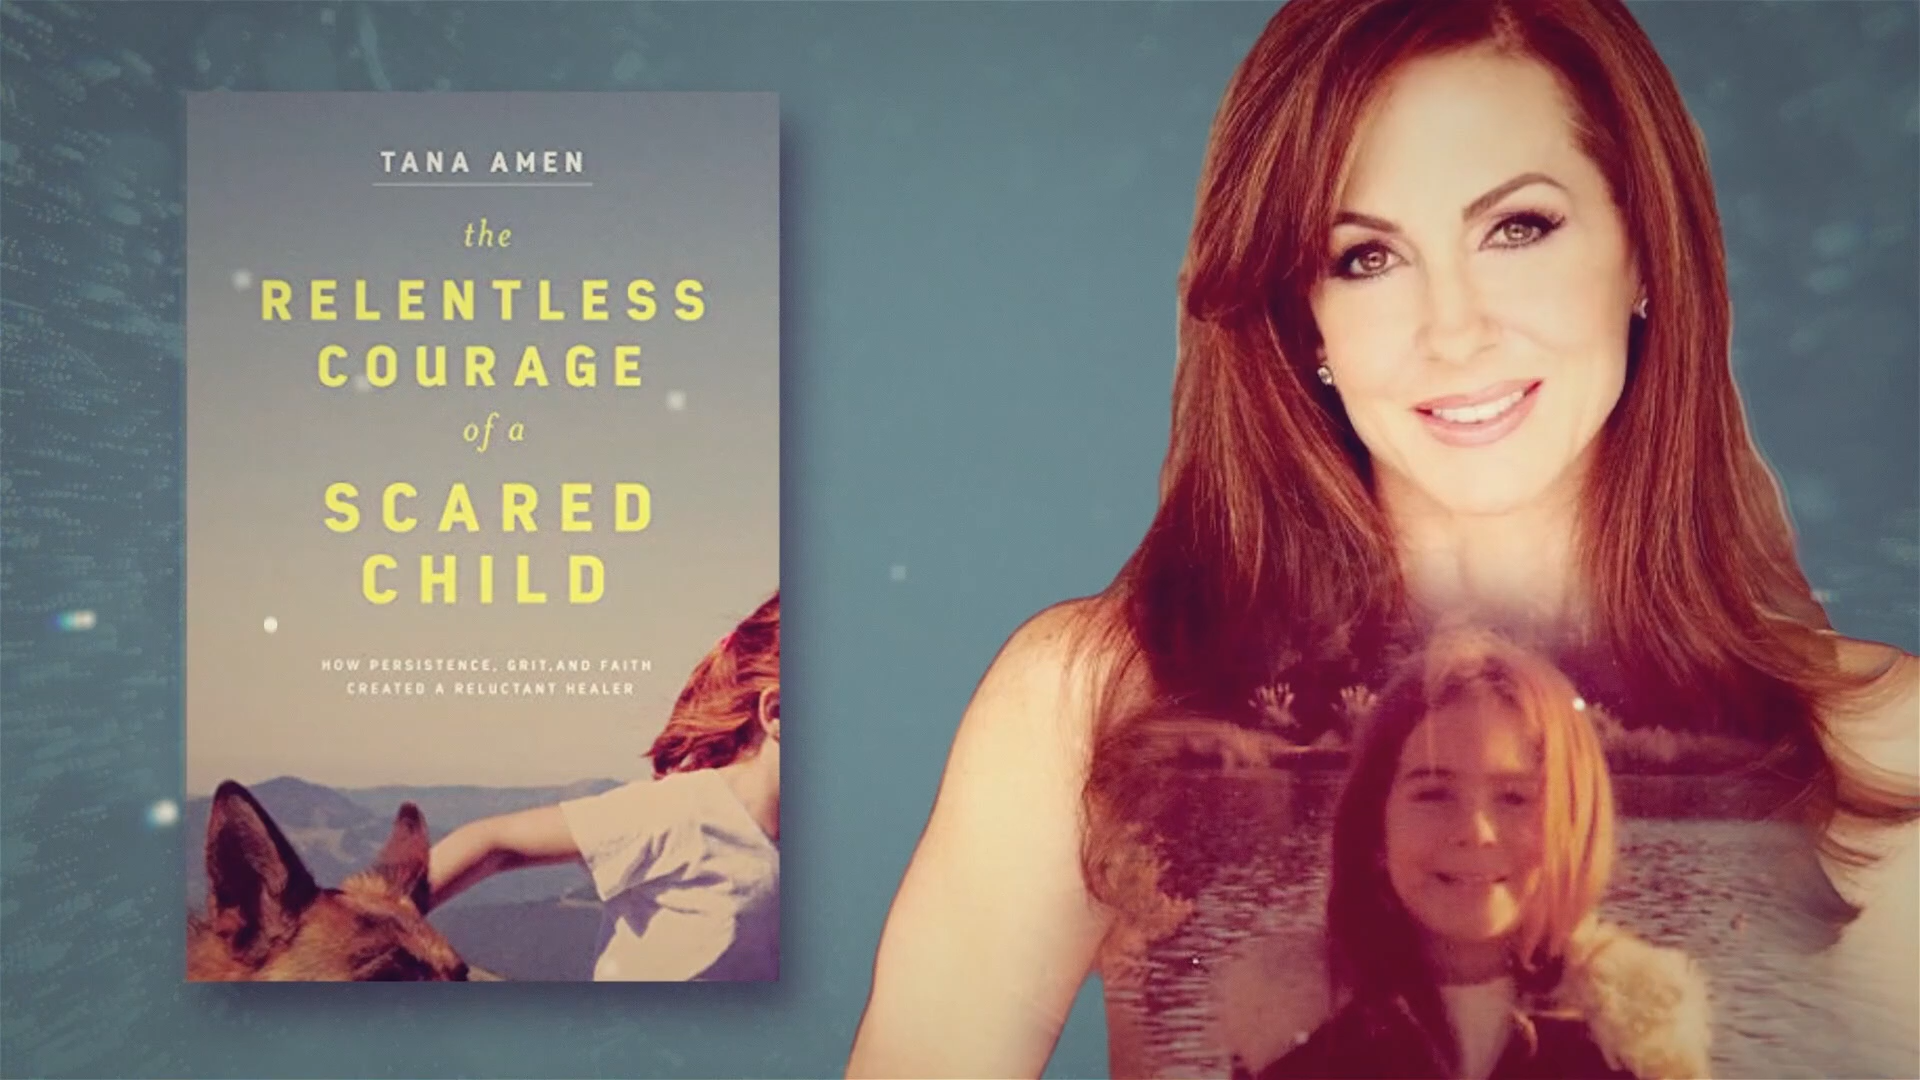 TANA AMEN
the
RELENTLESS
COURAGE
of a
SCARED
CHILD
HOW PERSISTENCE, GRIT, AND FAITH
CREATED A RELUCTANT HEALER